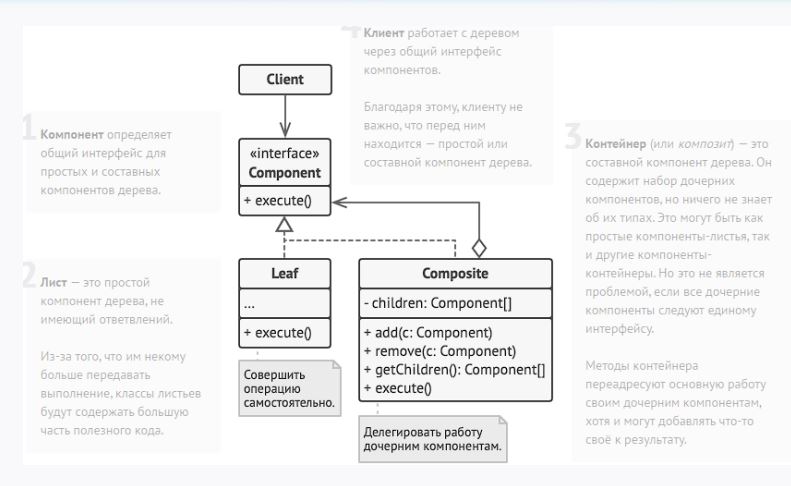 4
Клиент работает с деревом
через общий интерфейс
компонентов.
Благодаря этому, клиенту не
важно, что перед ним
находится — простой или
составной компонент дерева.
Client
1
Компонент определяет
общий интерфейс для
простых и составных
компонентов дерева.
«interface»
Component
+ execute()
3
Контейнер (или композит) — это
составной компонент дерева. Он
содержит набор дочерних
компонентов, но ничего не знает
об их типах. Это могут быть как
простые компоненты-листья, так
и другие компоненты-
контейнеры. Но это не является
проблемой, если все дочерние
компоненты следуют единому
интерфейсу.
Методы контейнера
переадресуют основную работу
своим дочерним компонентам,
хотя и могут добавлять что-то
своё к результату.
2
Лист — это простой
компонент дерева, не
имеющий ответвлений.
Из-за того, что им некому
больше передавать
выполнение, классы листьев
будут содержать большую
часть полезного кода.
Leaf
...
+ execute()
Совершить
операцию
самостоятельно.
Composite
- children: Component[]
+ add(c: Component)
+ remove(c: Component)
+ getChildren(): Component[]
+ execute()
Делегировать работу
дочерним компонентам.